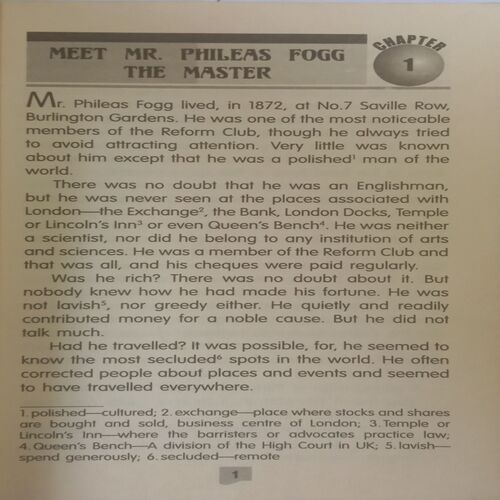 MEET MR. PHILEAS FOGG
THE MASTER
CHAPTER
1
Mr. Phileas Fogg lived, in 1872, at No.7 Saville Row,
Burlington Gardens. He was one of the most noticeable
members of the Reform Club, though he always tried
to avoid attracting attention. Very little was known
about him except that he was a polished¹ man of the
world.
There was no doubt that he was an Englishman,
but he was never seen at the places associated with
London—the Exchange², the Bank, London Docks, Temple
or Lincoln's Inn³ or even Queen's Bench⁴. He was neither
a scientist, nor did he belong to any institution of arts
and sciences. He was a member of the Reform Club and
that was all, and his cheques were paid regularly.
Was he rich? There was no doubt about it. But
nobody knew how he had made his fortune. He was
not lavish⁵, nor greedy either. He quietly and readily
contributed money for a noble cause. But he did not
talk much.
Had he travelled? It was possible, for, he seemed to
know the most secluded⁶ spots in the world. He often
corrected people about places and events and seemed
to have travelled everywhere.
1. polished—cultured; 2. exchange—place where stocks and shares
are bought and sold, business centre of London; 3. Temple or
Lincoln's Inn—where the barristers or advocates practice law;
4. Queen's Bench—A division of the High Court in UK; 5. lavish—
spend generously; 6. secluded—remote
1